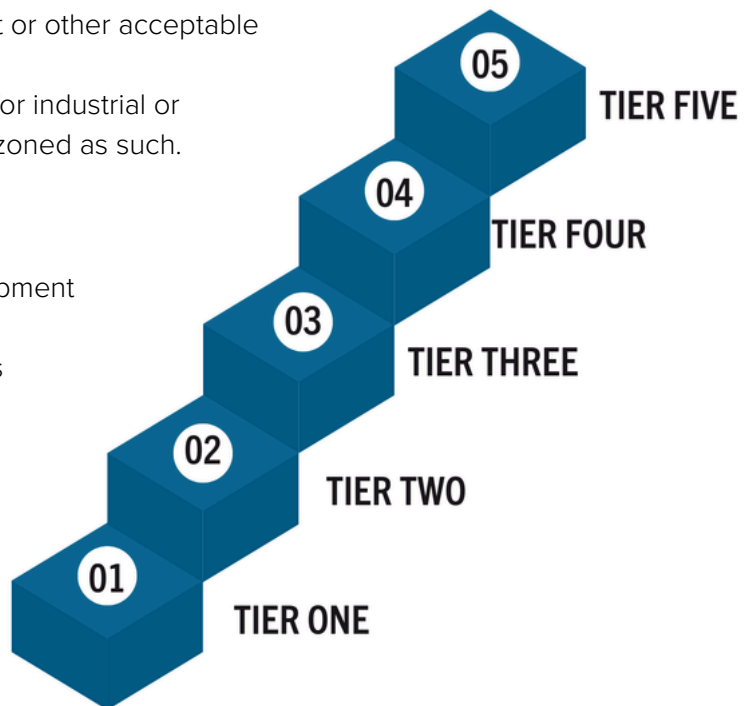 t or other acceptable
or industrial or
zoned as such.
pment
s
05
TIER FIVE
04
TIER FOUR
03
TIER THREE
02
TIER TWO
01
TIER ONE